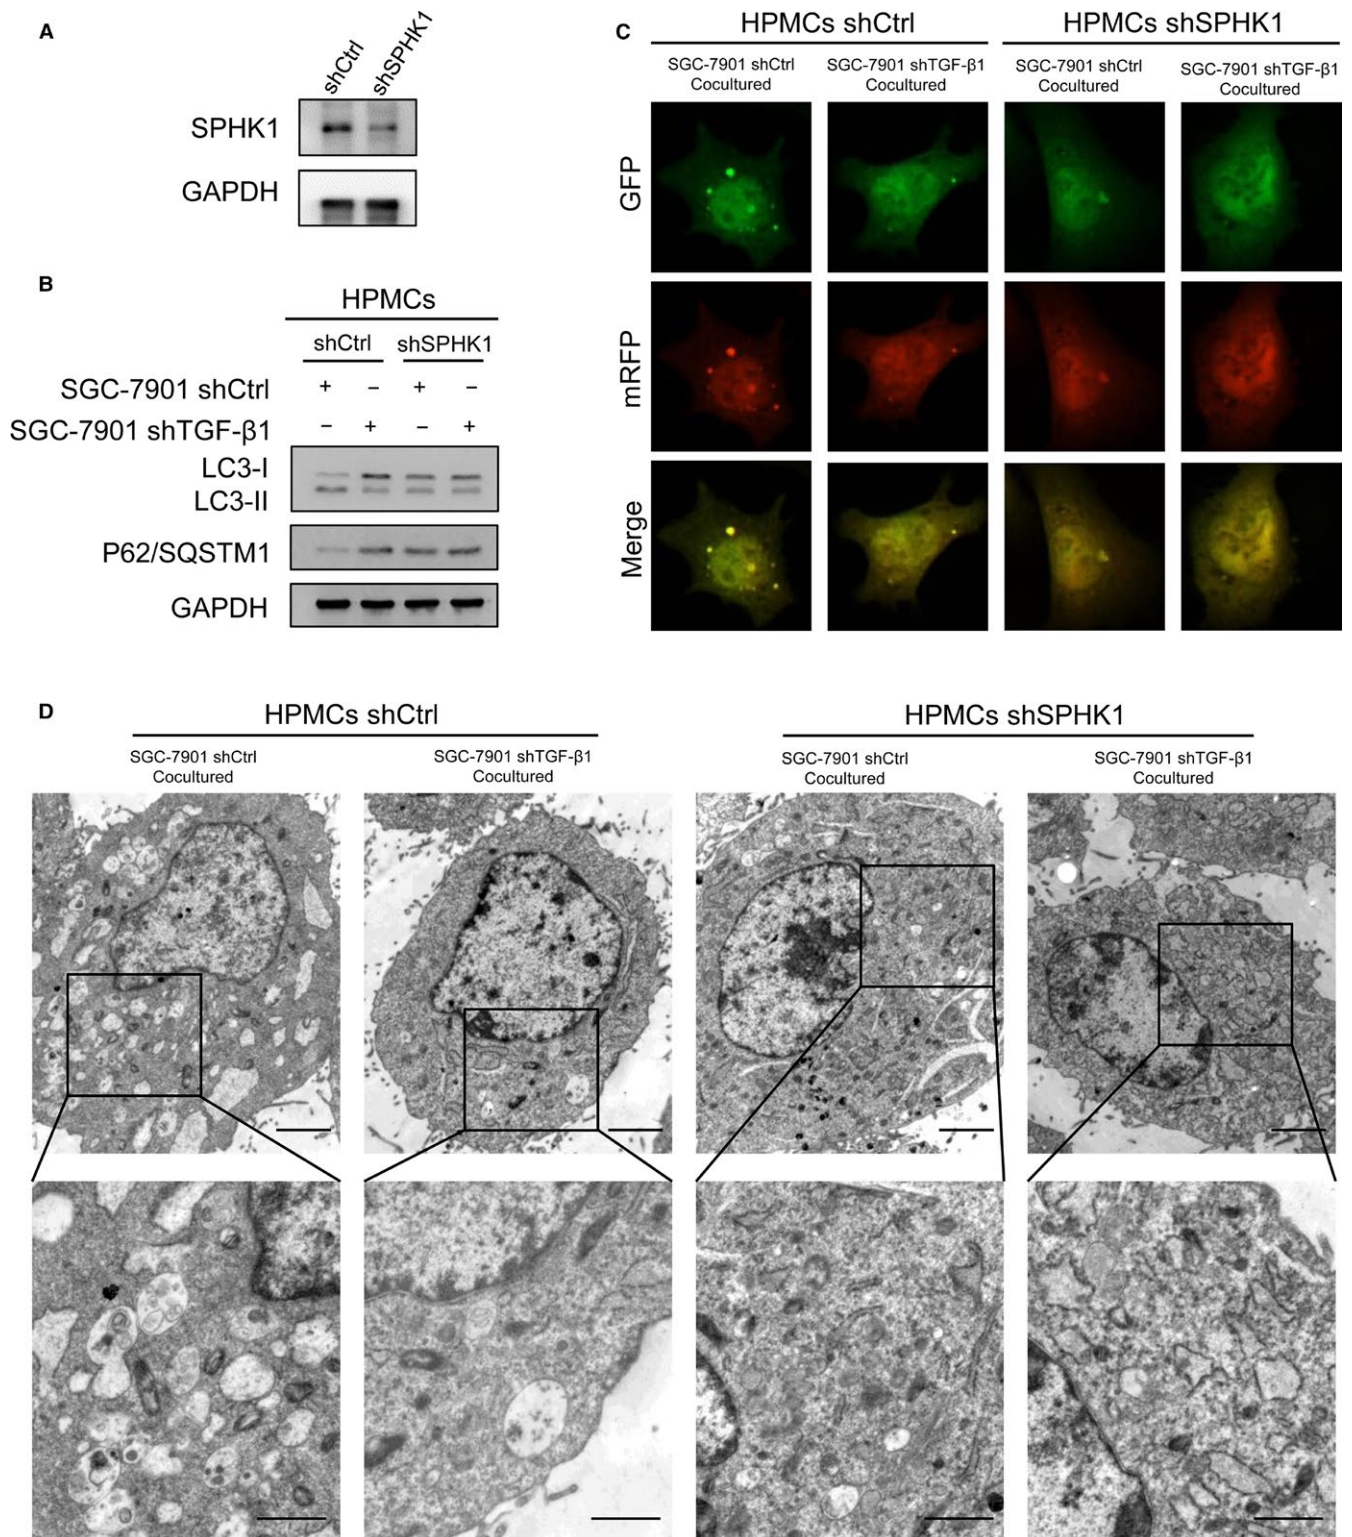 A
shCtrl
shSPHK1
SPHK1
GAPDH
B
HPMCs
shCtrl shSPHK1
SGC-7901 shCtrl + – + –
SGC-7901 shTGF-β1 – + – +
LC3-I
LC3-II
P62/SQSTM1
GAPDH
C
HPMCs shCtrl HPMCs shSPHK1
SGC-7901 shCtrl SGC-7901 shTGF-β1 SGC-7901 shCtrl SGC-7901 shTGF-β1
Cocultured Cocultured Cocultured Cocultured
GFP
mRFP
Merge
D
HPMCs shCtrl HPMCs shSPHK1
SGC-7901 shCtrl SGC-7901 shTGF-β1 SGC-7901 shCtrl SGC-7901 shTGF-β1
Cocultured Cocultured Cocultured Cocultured